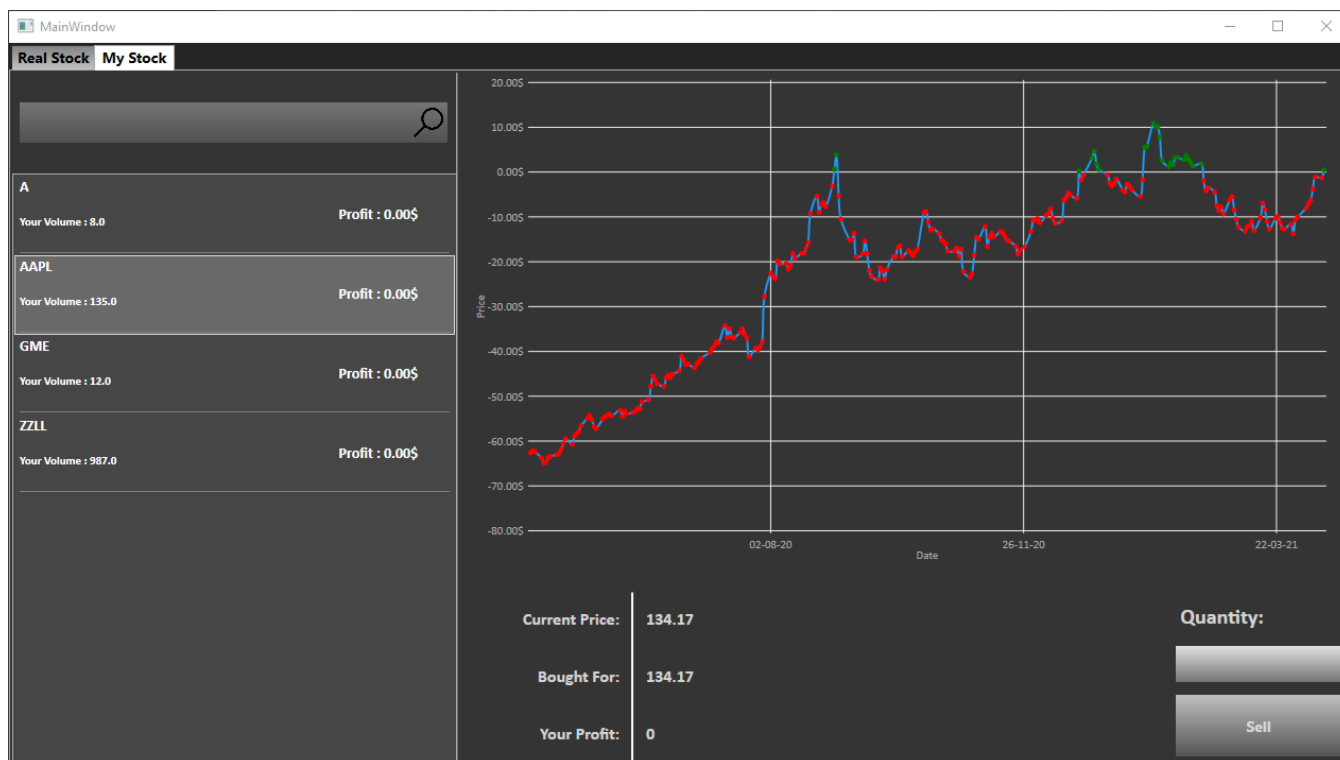 MainWindow
Real Stock My Stock
A
Your Volume : 8.0
Profit : 0.00$
AAPL
Your Volume : 135.0
Profit : 0.00$
GME
Your Volume : 12.0
Profit : 0.00$
ZZLL
Your Volume : 987.0
Profit : 0.00$
20.00$
10.00$
0.00$
-10.00$
-20.00$
-30.00$
-40.00$
-50.00$
-60.00$
-70.00$
-80.00$
Price
02-08-20 26-11-20 22-03-21
Date
Current Price: 134.17
Bought For: 134.17
Your Profit: 0
Quantity:
Sell